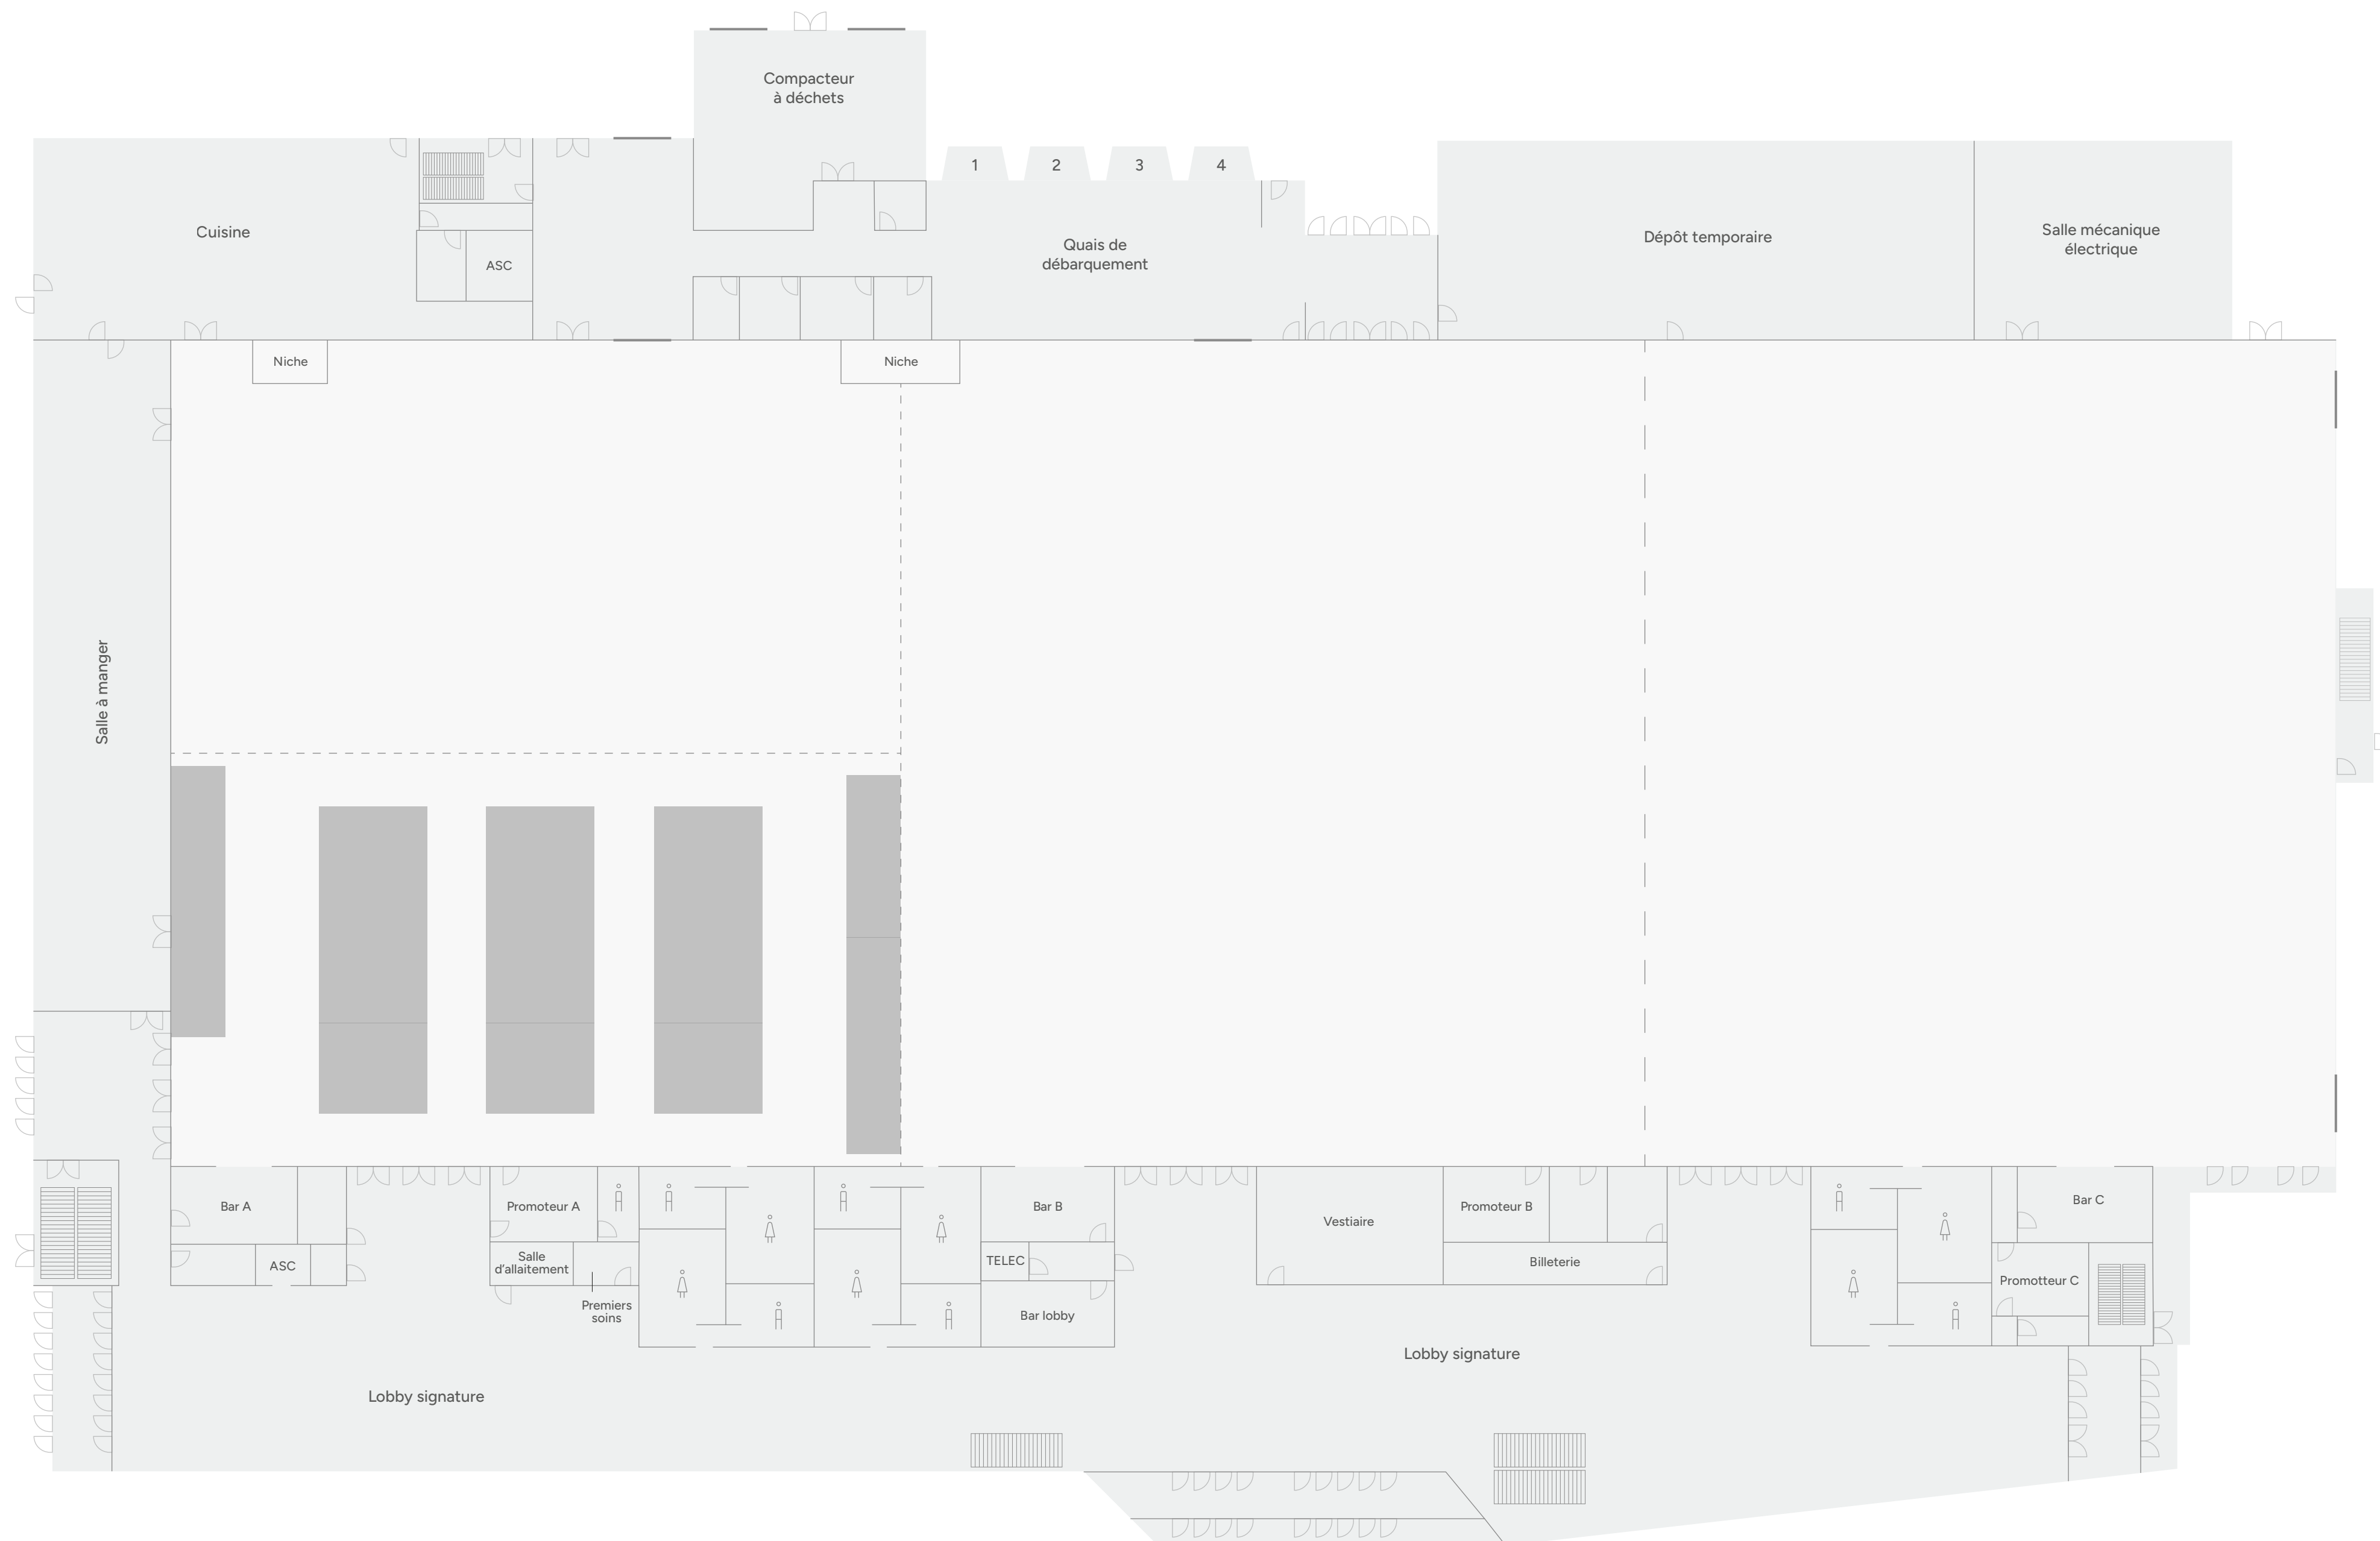 Compacteur
à déchets
1
2
3
4
Cuisine
ASC
Quais de
débarquement
Dépôt temporaire
Salle mécanique
électrique
Niche
Niche
Salle à manger
Bar A
ASC
Promoteur A
Salle
d'allaitement
Premiers
soins
Bar B
TELEC
Bar lobby
Vestiaire
Promoteur B
Billeterie
Bar C
Promotteur C
Lobby signature
Lobby signature